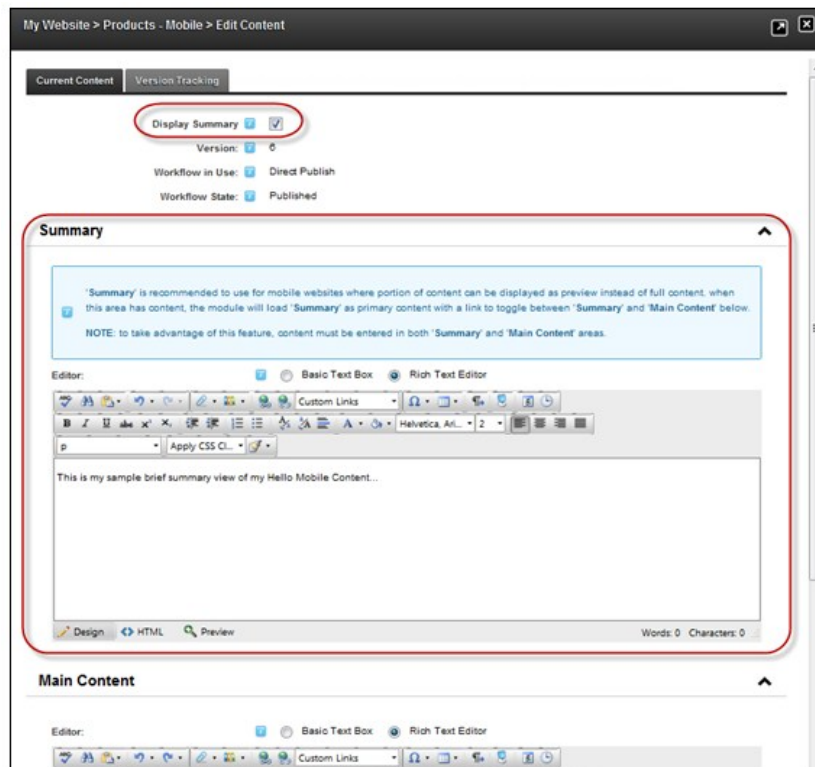 My Website > Products - Mobile > Edit Content
Current Content Version Tracking
Display Summary
Version: 6
Workflow in Use: Direct Publish
Workflow State: Published
Summary
'Summary' is recommended to use for mobile websites where portion of content can be displayed as preview instead of full content, when
this area has content, the module will load 'Summary' as primary content with a link to toggle between 'Summary' and 'Main Content' below.
NOTE: to take advantage of this feature, content must be entered in both 'Summary' and 'Main Content' areas.
Editor: Basic Text Box Rich Text Editor
Custom Links
Helvetica, Ari... 2
p Apply CSS Cl...
This is my sample brief summary view of my Hello Mobile Content...
Design HTML Preview Words: 0 Characters: 0
Main Content
Editor: Basic Text Box Rich Text Editor
Custom Links